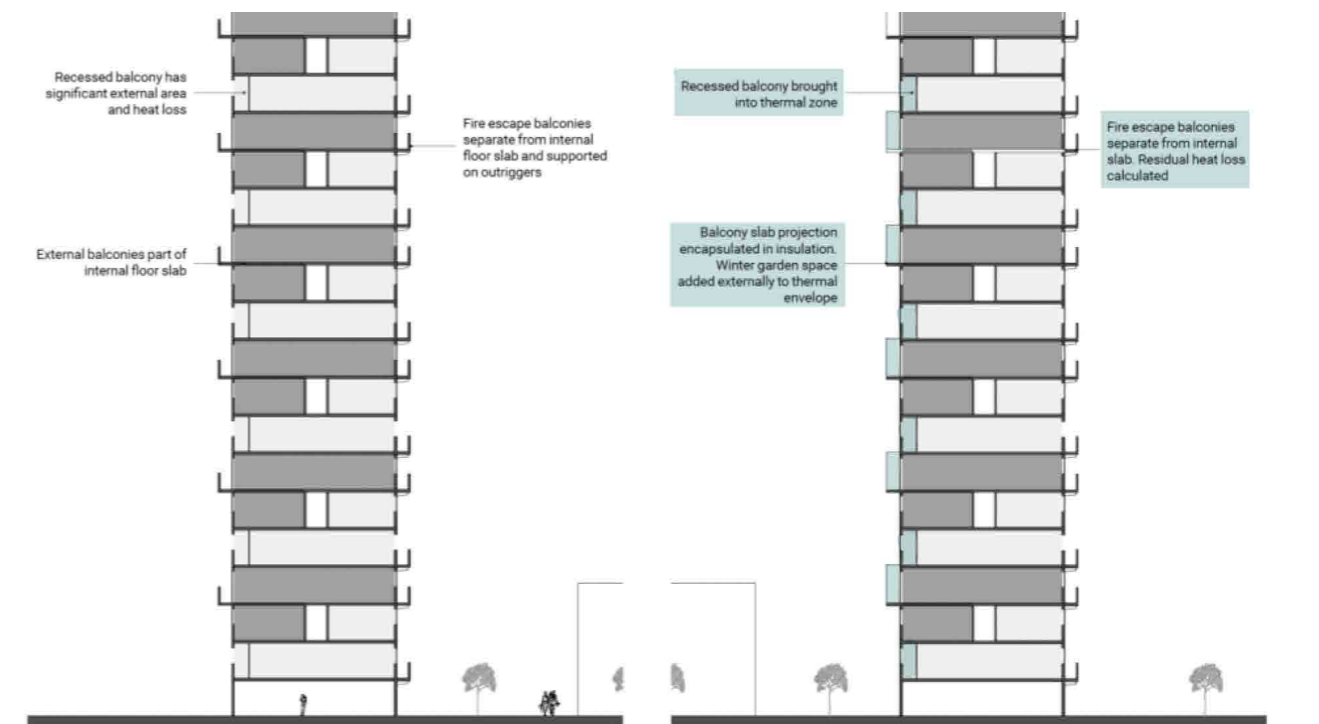 Recessed balcony has
significant external area
and heat loss
Fire escape balconies
separate from internal
floor slab and supported
on outriggers
External balconies part of
internal floor slab
Recessed balcony brought
into thermal zone
Fire escape balconies
separate from internal
slab. Residual heat loss
calculated
Balcony slab projection
encapsulated in insulation.
Winter garden space
added externally to thermal
envelope